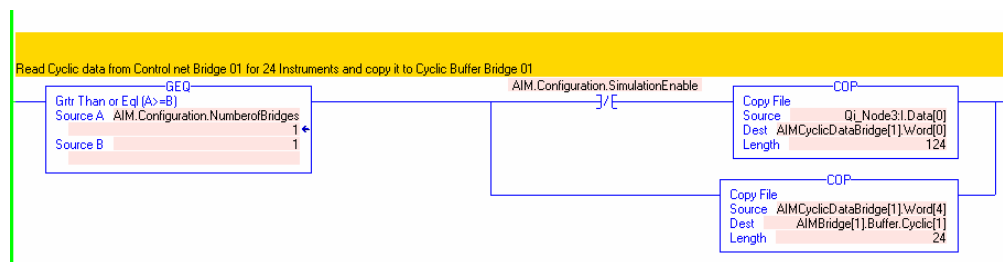 Read Cyclic data from Control net Bridge 01 for 24 Instruments and copy it to Cyclic Buffer Bridge 01
GEQ
Grtr Than or Eql (A>=B)
Source A AIM.Configuration.NumberofBridges
1
Source B 1
AIM.Configuration.SimulationEnable
COP
Copy File
Source Qi_Node3:I.Data[0]
Dest AIMCyclicDataBridge[1].Word[0]
Length 124
COP
Copy File
Source AIMCyclicDataBridge[1].Word[4]
Dest AIMBridge[1].Buffer.Cyclic[1]
Length 24